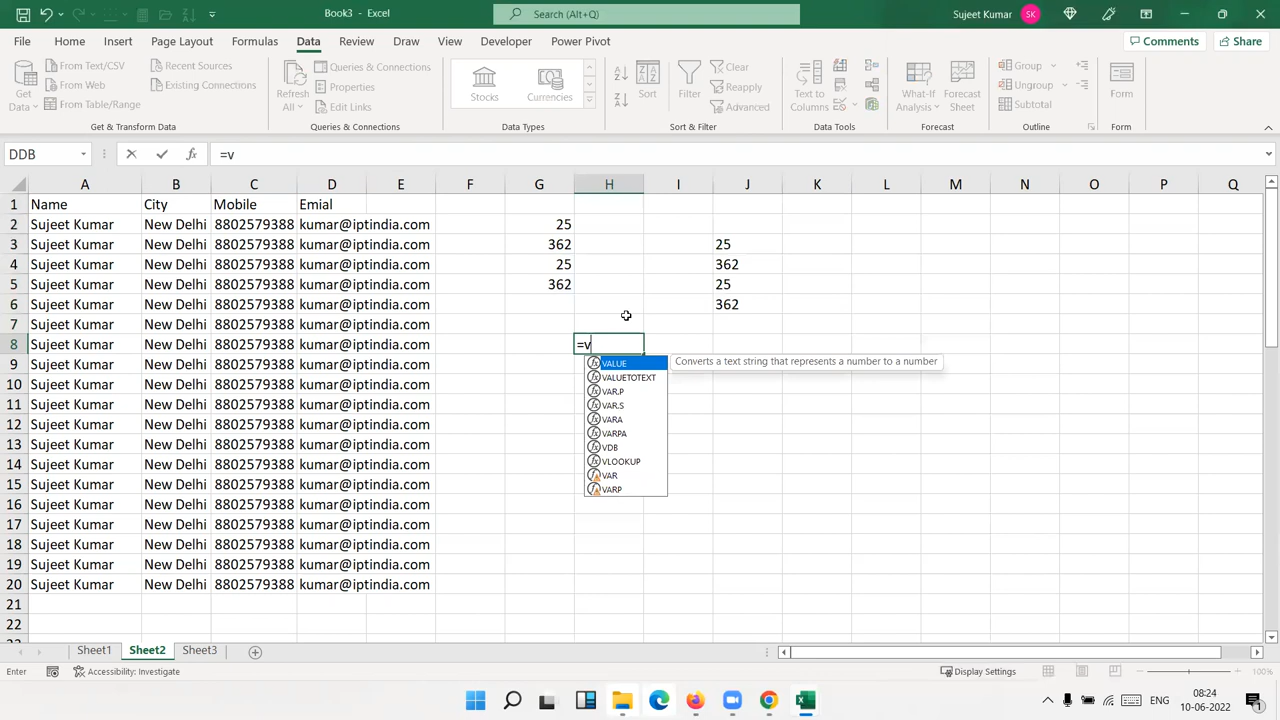 Book3 - Excel
Search (Alt+Q)
Sujeet Kumar
SK
File
Home
Insert
Page Layout
Formulas
Data
Review
View
Developer
Power Pivot
Comments
Share
Get Data
From Text/CSV
From Web
From Table/Range
Recent Sources
Existing Connections
Get & Transform Data
Refresh All
Queries & Connections
Properties
Edit Links
Queries & Connections
Stocks
Currencies
Data Types
Sort
Filter
Clear
Reapply
Advanced
Sort & Filter
Text to Columns
Data Tools
What-If Analysis
Forecast Sheet
Forecast
Group
Ungroup
Subtotal
Outline
Form
Form
DDB
fx
=v
A B C D E F G H I J K L M N O P Q
1 Name City Mobile Emial
2 Sujeet Kumar New Delhi 8802579388 kumar@iptindia.com 25
3 Sujeet Kumar New Delhi 8802579388 kumar@iptindia.com 362 25
4 Sujeet Kumar New Delhi 8802579388 kumar@iptindia.com 25 362
5 Sujeet Kumar New Delhi 8802579388 kumar@iptindia.com 362 25
6 Sujeet Kumar New Delhi 8802579388 kumar@iptindia.com 362
7 Sujeet Kumar New Delhi 8802579388 kumar@iptindia.com
8 Sujeet Kumar New Delhi 8802579388 kumar@iptindia.com =v
9 Sujeet Kumar New Delhi 8802579388 kumar@iptindia.com
10 Sujeet Kumar New Delhi 8802579388 kumar@iptindia.com
11 Sujeet Kumar New Delhi 8802579388 kumar@iptindia.com
12 Sujeet Kumar New Delhi 8802579388 kumar@iptindia.com
13 Sujeet Kumar New Delhi 8802579388 kumar@iptindia.com
14 Sujeet Kumar New Delhi 8802579388 kumar@iptindia.com
15 Sujeet Kumar New Delhi 8802579388 kumar@iptindia.com
16 Sujeet Kumar New Delhi 8802579388 kumar@iptindia.com
17 Sujeet Kumar New Delhi 8802579388 kumar@iptindia.com
18 Sujeet Kumar New Delhi 8802579388 kumar@iptindia.com
19 Sujeet Kumar New Delhi 8802579388 kumar@iptindia.com
20 Sujeet Kumar New Delhi 8802579388 kumar@iptindia.com
21
22
VALUE
Converts a text string that represents a number to a number
VALUETOTEXT
VAR.P
VAR.S
VARA
VARPA
VDB
VLOOKUP
VAR
VARP
Sheet1
Sheet2
Sheet3
Enter
Accessibility: Investigate
Display Settings
100%
ENG
08:24
10-06-2022
1